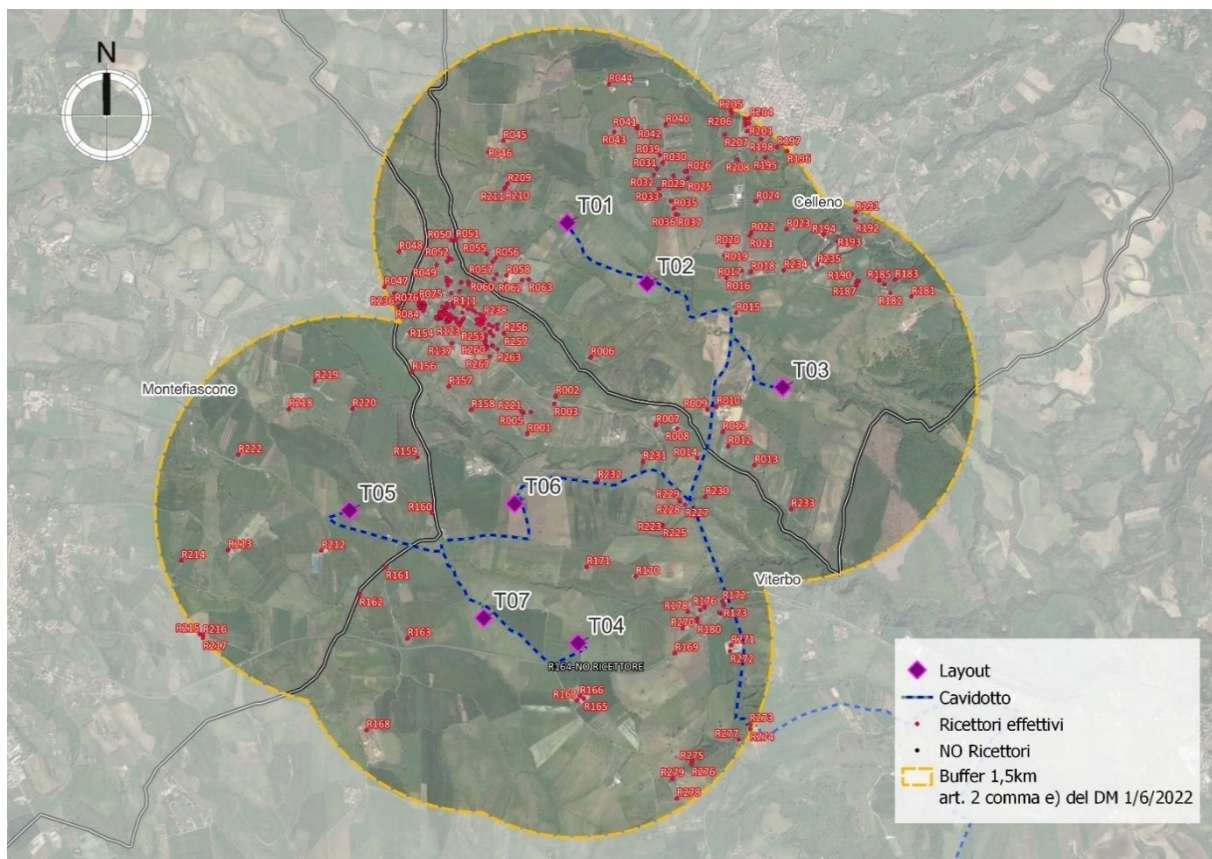 N
R044
R205
R204
R041
R040
R206
R042
R201
R043
R045
R207
R197
R198
R039
R046
R030
R196
R208
R195
R031
R026
R209
R032
R029
R025
R211
R210
R033
R024
R035
Celleno
R191
T01
R036
R037
R022
R023
R194
R192
R050
R051
R020
R021
R193
R048
R052
R055
R056
R019
R235
R234
R049
R057
R058
T02
R017
R018
R190
R185
R183
R047
R060
R062
R063
R016
R187
R182
R181
R236
R076
R075
R111
R084
R238
R015
R154
R123
R253
R256
R137
R260
R257
R267
R263
R006
R156
T03
Montefiascone
R219
R157
R002
R218
R220
R158
R221
R003
R009
R010
R005
R001
R007
R008
R011
R012
R222
R159
R231
R014
R013
R232
T05
T06
R160
R229
R230
R228
R227
R233
R223
R225
R213
R212
R214
R171
R161
R170
Viterbo
R162
R172
T07
R178
R176
R173
R215
R216
R163
T04
R270
R180
R217
R271
R169
R272
R164-NO RICETTORE
R167
R166
R165
R168
R273
R277
R274
R275
R279
R276
R278
Layout
Cavidotto
Ricettori effettivi
NO Ricettori
Buffer 1,5km
art. 2 comma e) del DM 1/6/2022